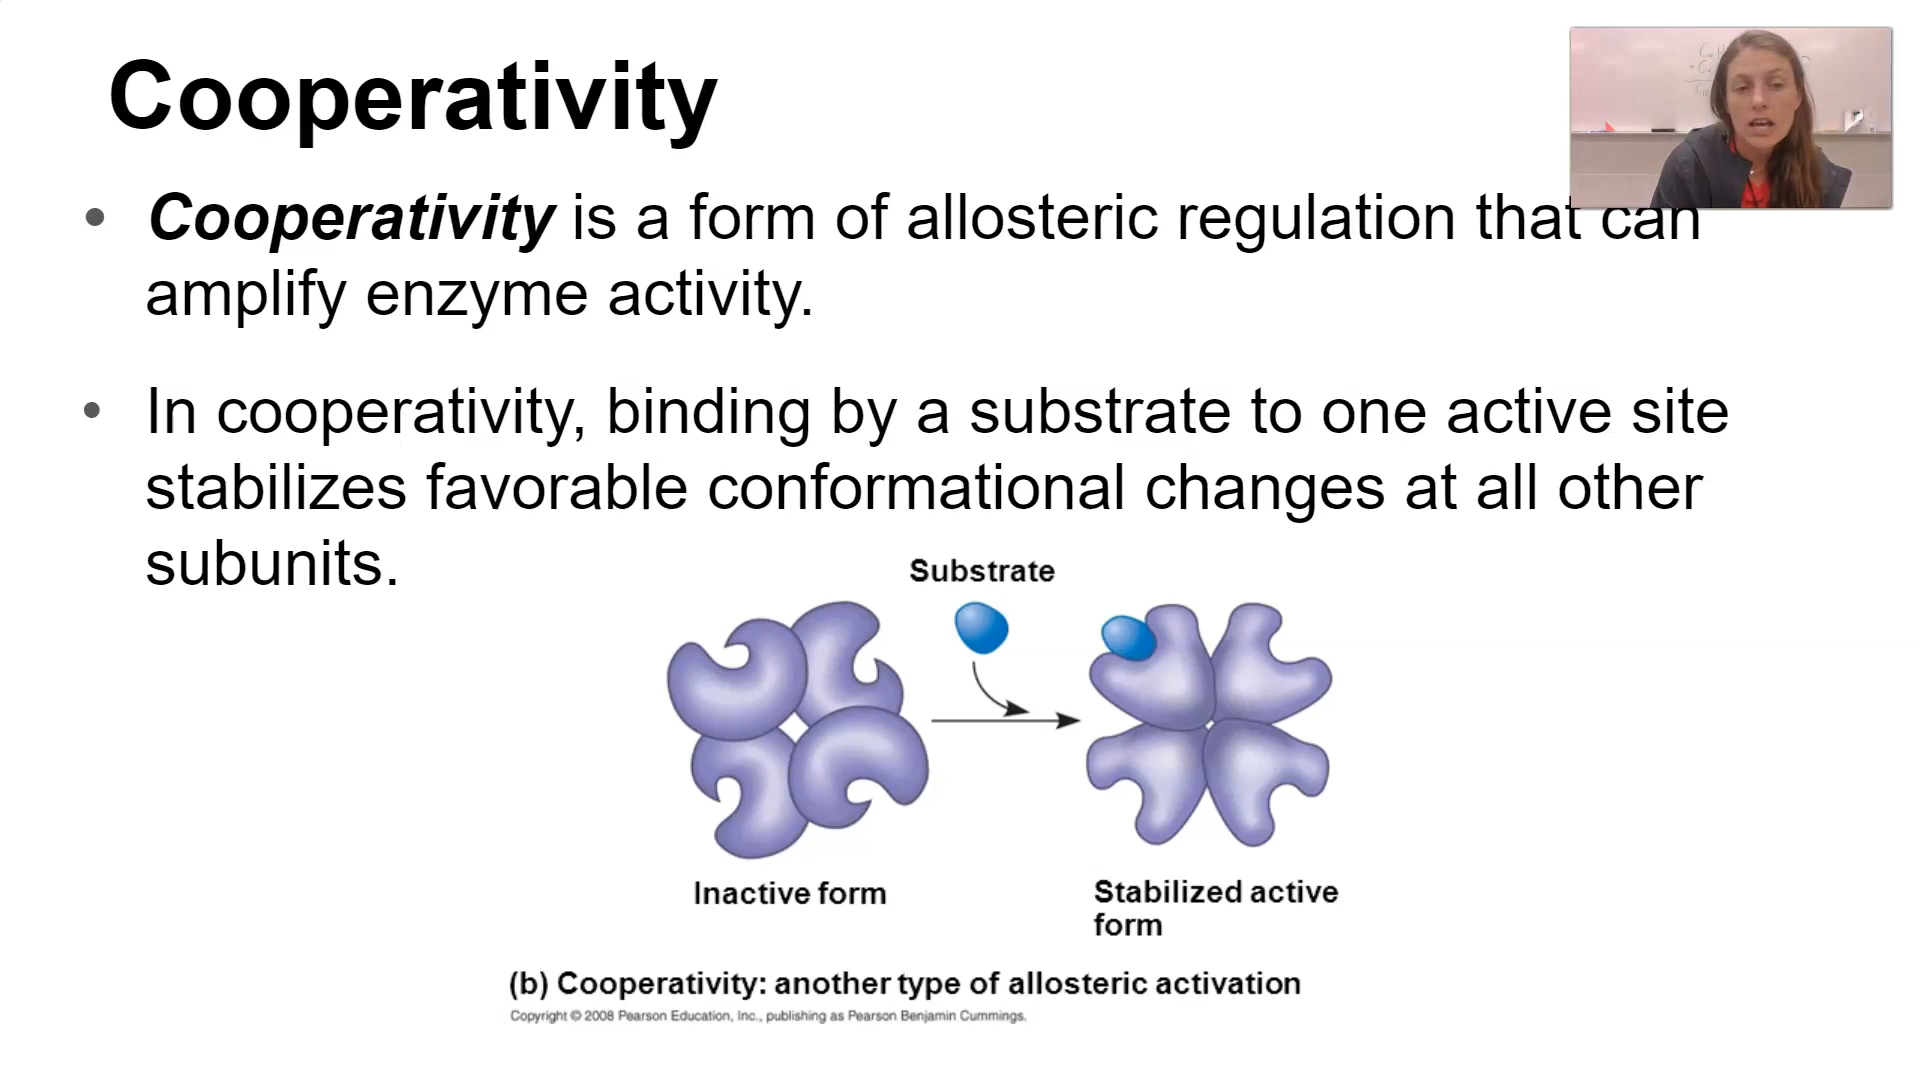 Cooperativity
• Cooperativity is a form of allosteric regulation that can
amplify enzyme activity.
• In cooperativity, binding by a substrate to one active site
stabilizes favorable conformational changes at all other
subunits.
Substrate
Inactive form
Stabilized active
form
(b) Cooperativity: another type of allosteric activation
Copyright © 2008 Pearson Education, Inc., publishing as Pearson Benjamin Cummings.